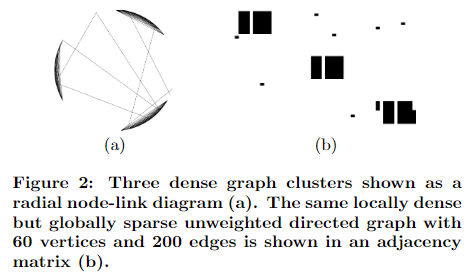 (a) (b)
Figure 2: Three dense graph clusters shown as a
radial node-link diagram (a). The same locally dense
but globally sparse unweighted directed graph with
60 vertices and 200 edges is shown in an adjacency
matrix (b).